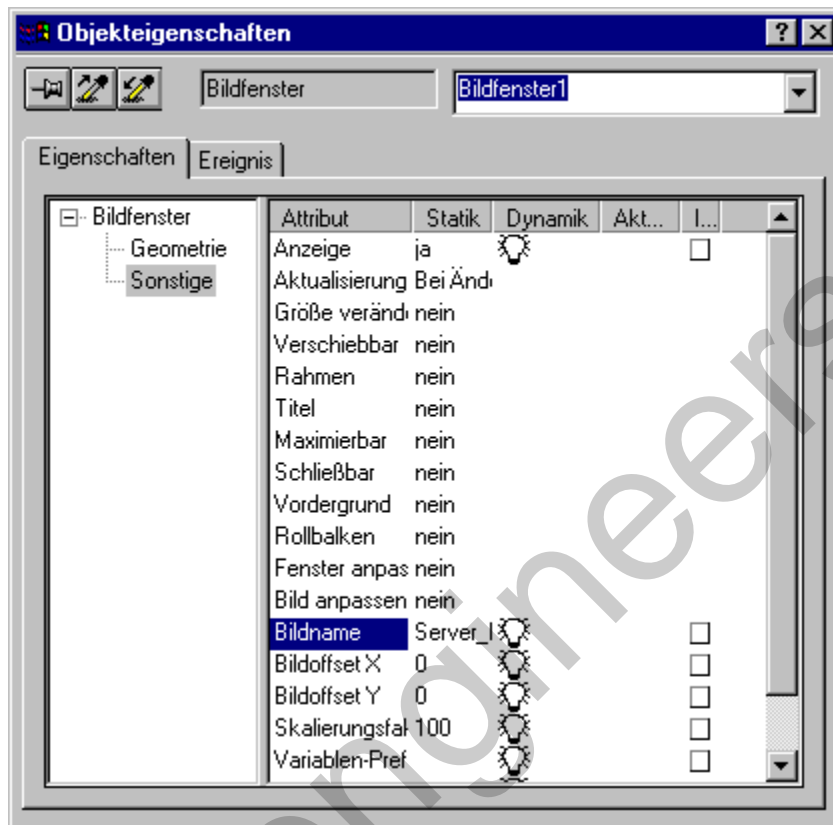 Objekteigenschaften
Bildfenster Bildfenster1
Eigenschaften Ereignis
Bildfenster
Geometrie
Sonstige
Attribut Statik Dynamik Akt... I...
Anzeige ja
Aktualisierung Bei Änd
Größe veränd nein
Verschiebbar nein
Rahmen nein
Titel nein
Maximierbar nein
Schließbar nein
Vordergrund nein
Rollbalken nein
Fenster anpas nein
Bild anpassen nein
Bildname Server_
Bildoffset X 0
Bildoffset Y 0
Skalierungsfal 100
Variablen-Pref
engineers